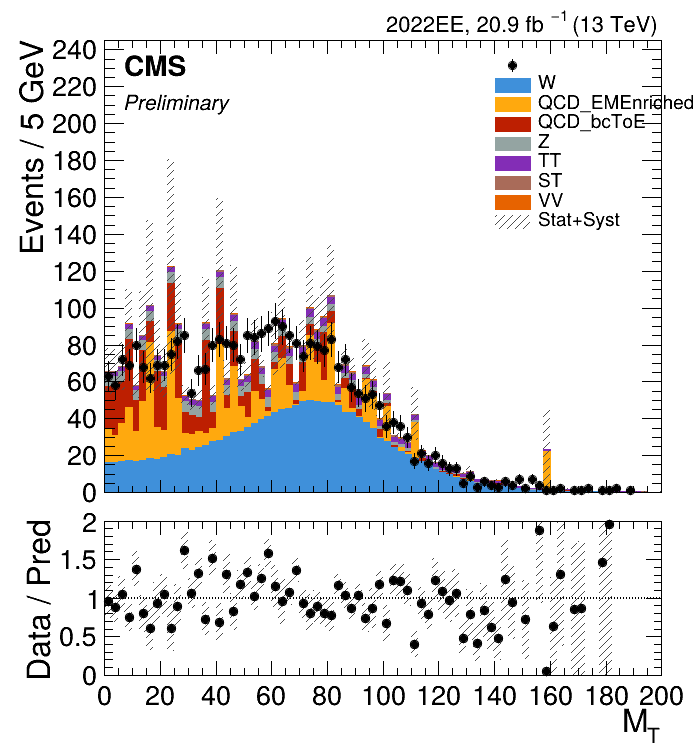 2022EE, 20.9 fb⁻¹ (13 TeV)
CMS
Preliminary
W
QCD_EMEnriched
QCD_bcToE
Z
TT
ST
VV
Stat+Syst
Events / 5 GeV
240
220
200
180
160
140
120
100
80
60
40
20
0
Data / Pred
2
1.5
1
0.5
0
0 20 40 60 80 100 120 140 160 180 200
M_T